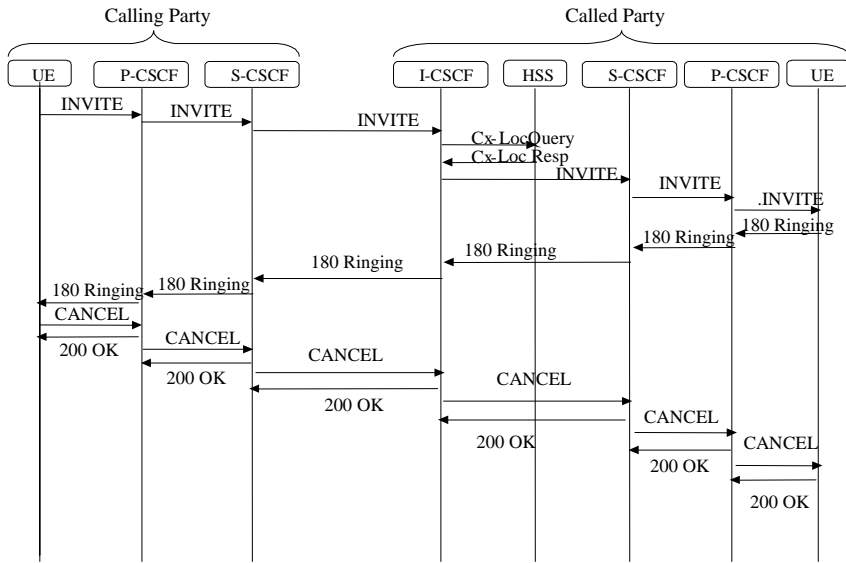 Calling Party
Called Party
UE
P-CSCF
S-CSCF
I-CSCF
HSS
S-CSCF
P-CSCF
UE
INVITE
INVITE
INVITE
Cx-LocQuery
Cx-Loc Resp
INVITE
INVITE
.INVITE
180 Ringing
180 Ringing
180 Ringing
180 Ringing
180 Ringing
180 Ringing
CANCEL
200 OK
CANCEL
200 OK
CANCEL
200 OK
CANCEL
200 OK
CANCEL
200 OK
CANCEL
200 OK